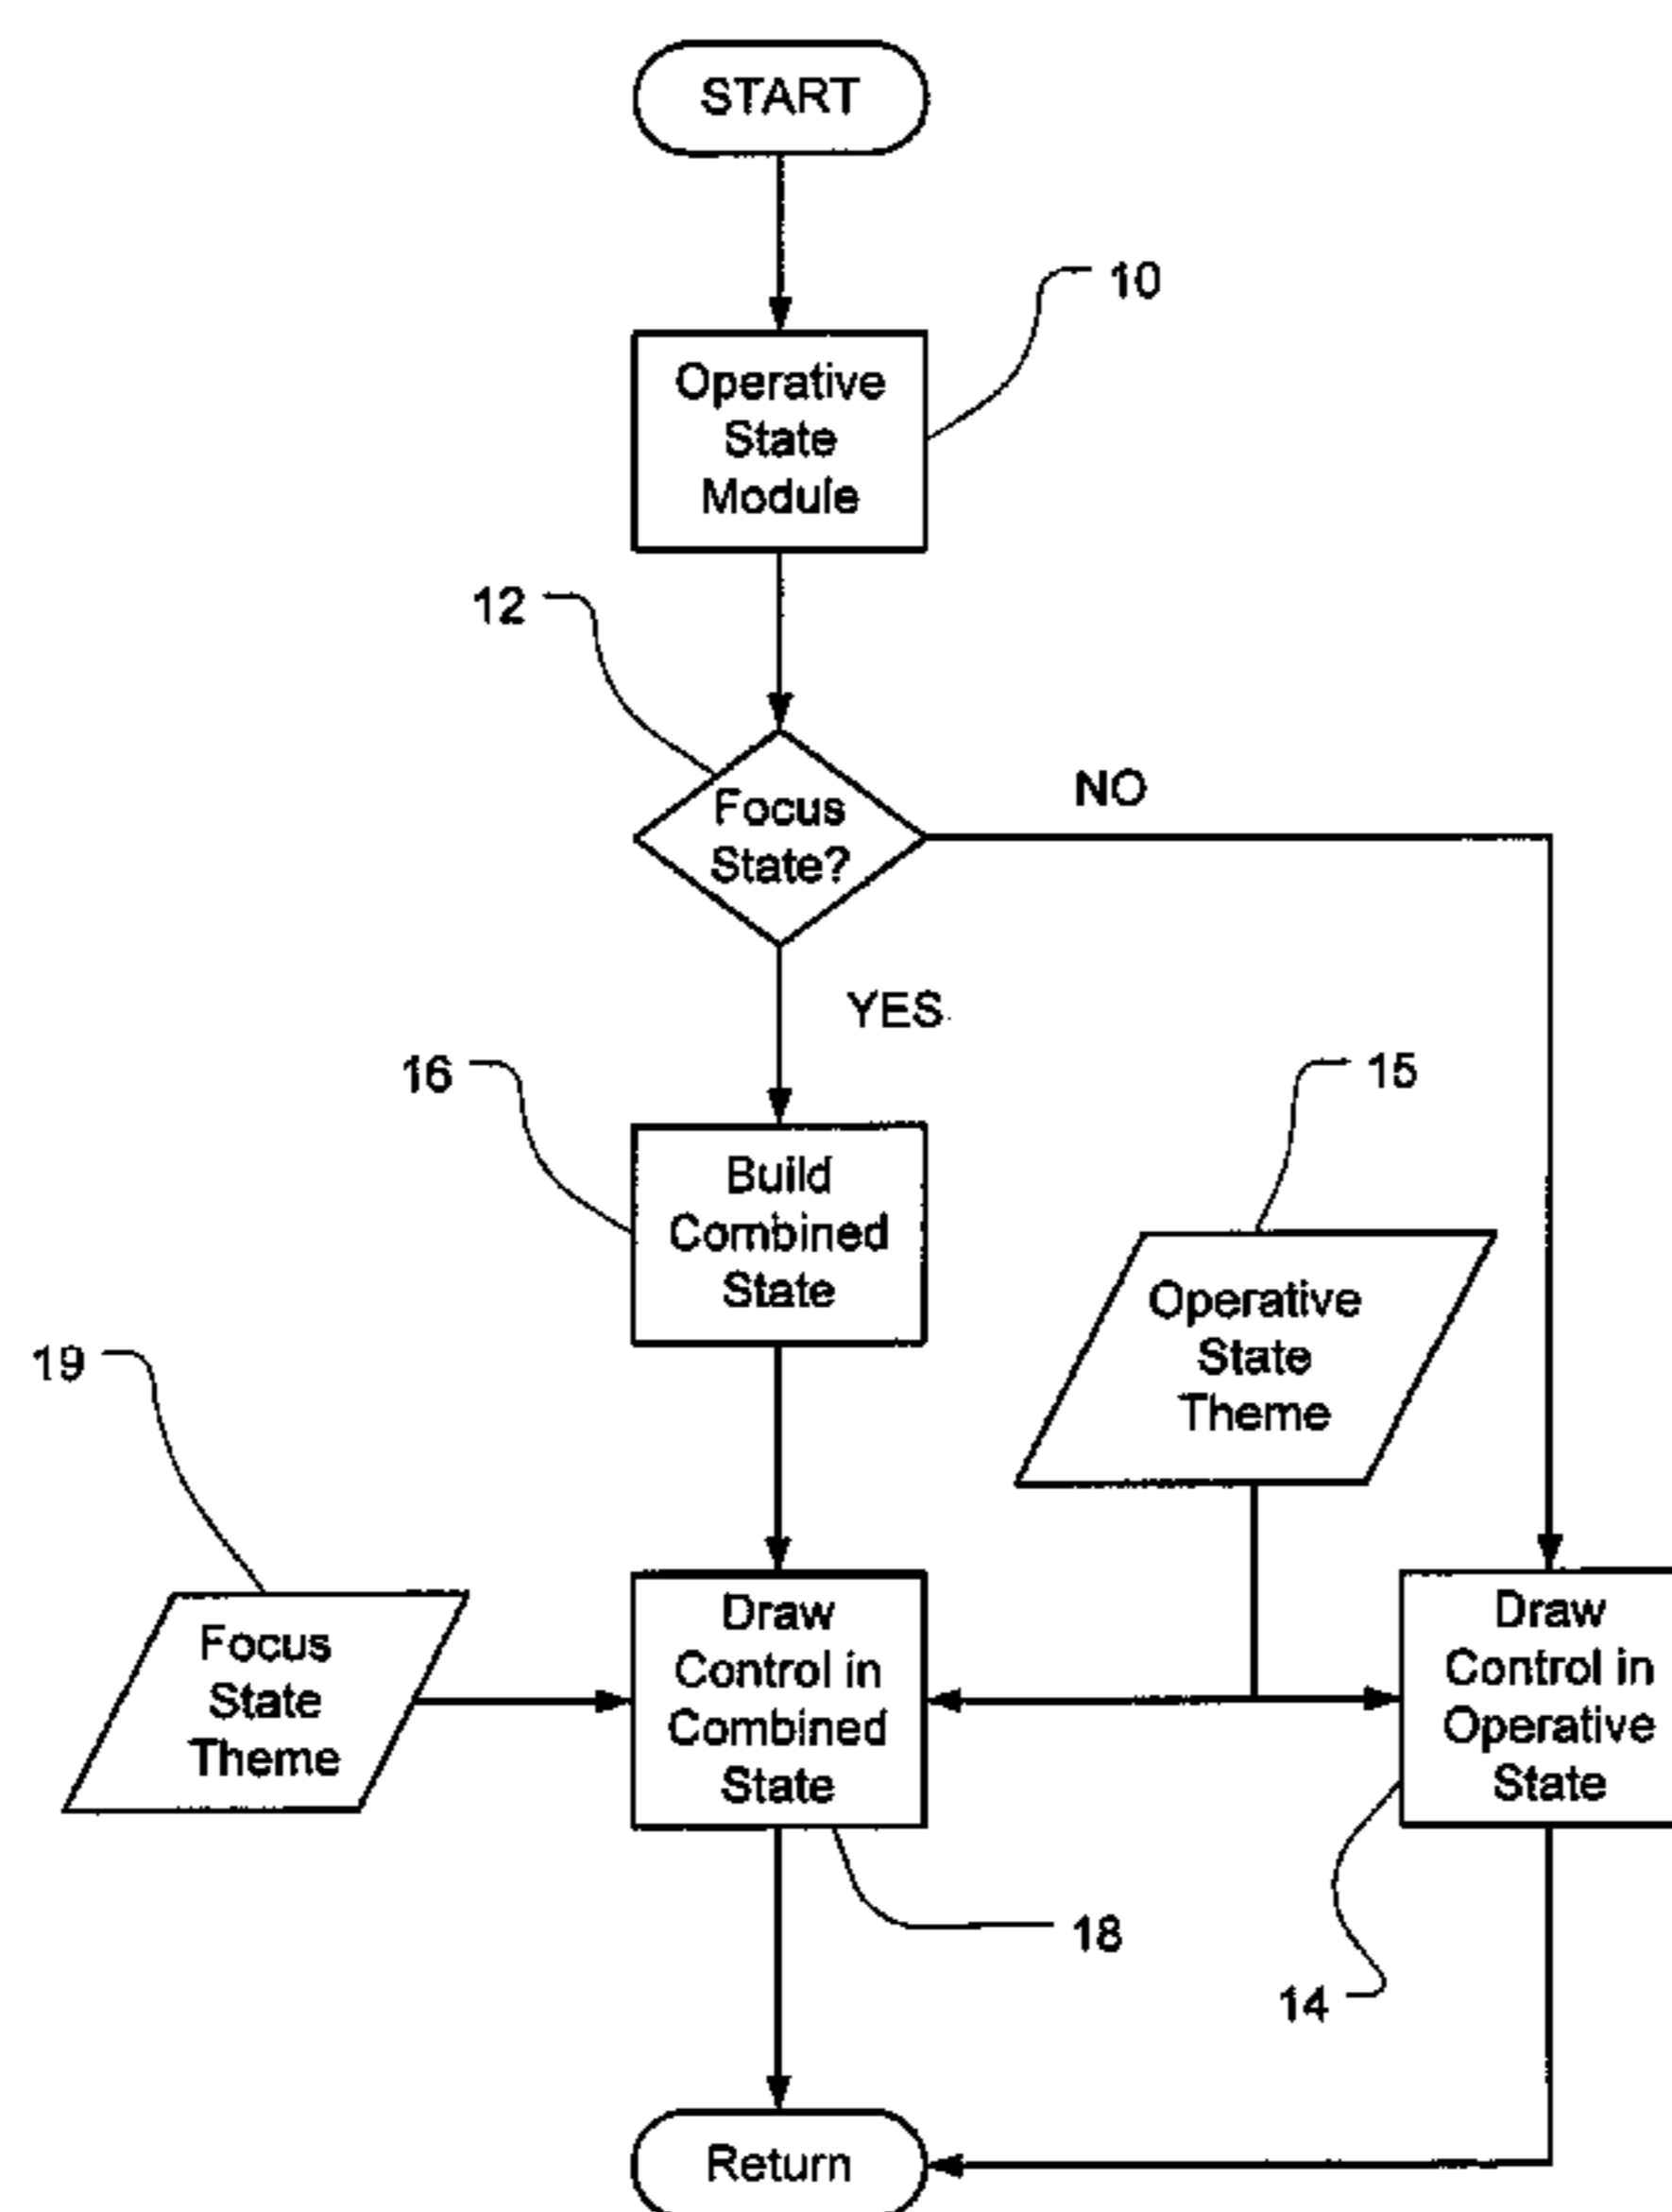 START
10
Operative
State
Module
12
Focus
State?
NO
YES
16
Build
Combined
State
15
Operative
State
Theme
19
Focus
State
Theme
Draw
Control in
Combined
State
Draw
Control in
Operative
State
18
14
Return